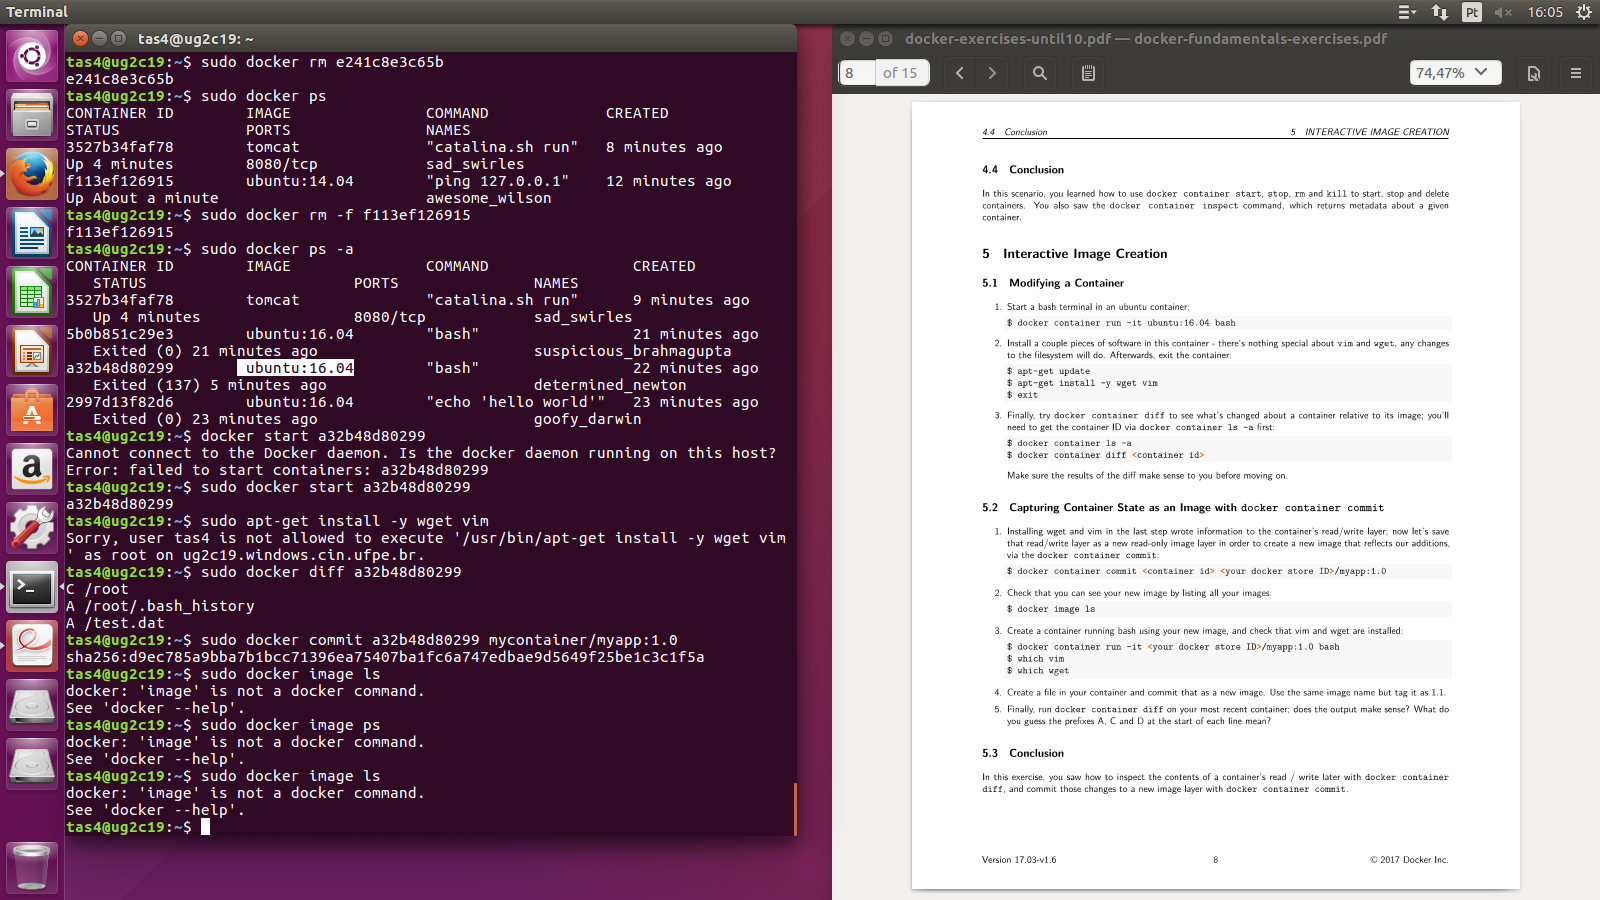 Terminal
Pt
16:05
tas4@ug2c19: ~
tas4@ug2c19:~$ sudo docker rm e241c8e3c65b
e241c8e3c65b
tas4@ug2c19:~$ sudo docker ps
CONTAINER ID IMAGE COMMAND CREATED
STATUS PORTS NAMES
3527b34faf78 tomcat "catalina.sh run" 8 minutes ago
Up 4 minutes 8080/tcp sad_swirles
f113ef126915 ubuntu:14.04 "ping 127.0.0.1" 12 minutes ago
Up About a minute awesome_wilson
tas4@ug2c19:~$ sudo docker rm -f f113ef126915
f113ef126915
tas4@ug2c19:~$ sudo docker ps -a
CONTAINER ID IMAGE COMMAND CREATED
STATUS PORTS NAMES
3527b34faf78 tomcat "catalina.sh run" 9 minutes ago
Up 4 minutes 8080/tcp sad_swirles
5b0b851c29e3 ubuntu:16.04 "bash" 21 minutes ago
Exited (0) 21 minutes ago suspicious_brahmagupta
a32b48d80299 ubuntu:16.04 "bash" 22 minutes ago
Exited (137) 5 minutes ago determined_newton
2997d13f82d6 ubuntu:16.04 "echo 'hello world'" 23 minutes ago
Exited (0) 23 minutes ago goofy_darwin
tas4@ug2c19:~$ docker start a32b48d80299
Cannot connect to the Docker daemon. Is the docker daemon running on this host?
Error: failed to start containers: a32b48d80299
tas4@ug2c19:~$ sudo docker start a32b48d80299
a32b48d80299
tas4@ug2c19:~$ sudo apt-get install -y wget vim
Sorry, user tas4 is not allowed to execute '/usr/bin/apt-get install -y wget vim
' as root on ug2c19.windows.cin.ufpe.br.
tas4@ug2c19:~$ sudo docker diff a32b48d80299
C /root
A /root/.bash_history
A /test.dat
tas4@ug2c19:~$ sudo docker commit a32b48d80299 mycontainer/myapp:1.0
sha256:d9ec785a9bba7b1bcc71396ea75407ba1fc6a747edbae9d5649f25be1c3c1f5a
tas4@ug2c19:~$ sudo docker image ls
docker: 'image' is not a docker command.
See 'docker --help'.
tas4@ug2c19:~$ sudo docker image ps
docker: 'image' is not a docker command.
See 'docker --help'.
tas4@ug2c19:~$ sudo docker image ls
docker: 'image' is not a docker command.
See 'docker --help'.
tas4@ug2c19:~$
docker-exercises-until10.pdf — docker-fundamentals-exercises.pdf
8 of 15
74,47%
4.4 Conclusion 5 INTERACTIVE IMAGE CREATION
4.4 Conclusion
In this scenario, you learned how to use docker container start, stop, rm and kill to start, stop and delete
containers. You also saw the docker container inspect command, which returns metadata about a given
container.
5 Interactive Image Creation
5.1 Modifying a Container
1. Start a bash terminal in an ubuntu container:
$ docker container run -it ubuntu:16.04 bash
2. Install a couple pieces of software in this container - there's nothing special about vim and wget, any changes
to the filesystem will do. Afterwards, exit the container:
$ apt-get update
$ apt-get install -y wget vim
$ exit
3. Finally, try docker container diff to see what's changed about a container relative to its image; you'll
need to get the container ID via docker container ls -a first:
$ docker container ls -a
$ docker container diff <container id>
Make sure the results of the diff make sense to you before moving on.
5.2 Capturing Container State as an Image with docker container commit
1. Installing wget and vim in the last step wrote information to the container's read/write layer; now let's save
that read/write layer as a new read-only image layer in order to create a new image that reflects our additions,
via the docker container commit:
$ docker container commit <container id> <your docker store ID>/myapp:1.0
2. Check that you can see your new image by listing all your images:
$ docker image ls
3. Create a container running bash using your new image, and check that vim and wget are installed:
$ docker container run -it <your docker store ID>/myapp:1.0 bash
$ which vim
$ which wget
4. Create a file in your container and commit that as a new image. Use the same image name but tag it as 1.1.
5. Finally, run docker container diff on your most recent container; does the output make sense? What do
you guess the prefixes A, C and D at the start of each line mean?
5.3 Conclusion
In this exercise, you saw how to inspect the contents of a container's read / write later with docker container
diff, and commit those changes to a new image layer with docker container commit.
Version 17.03-v1.6 8 © 2017 Docker Inc.